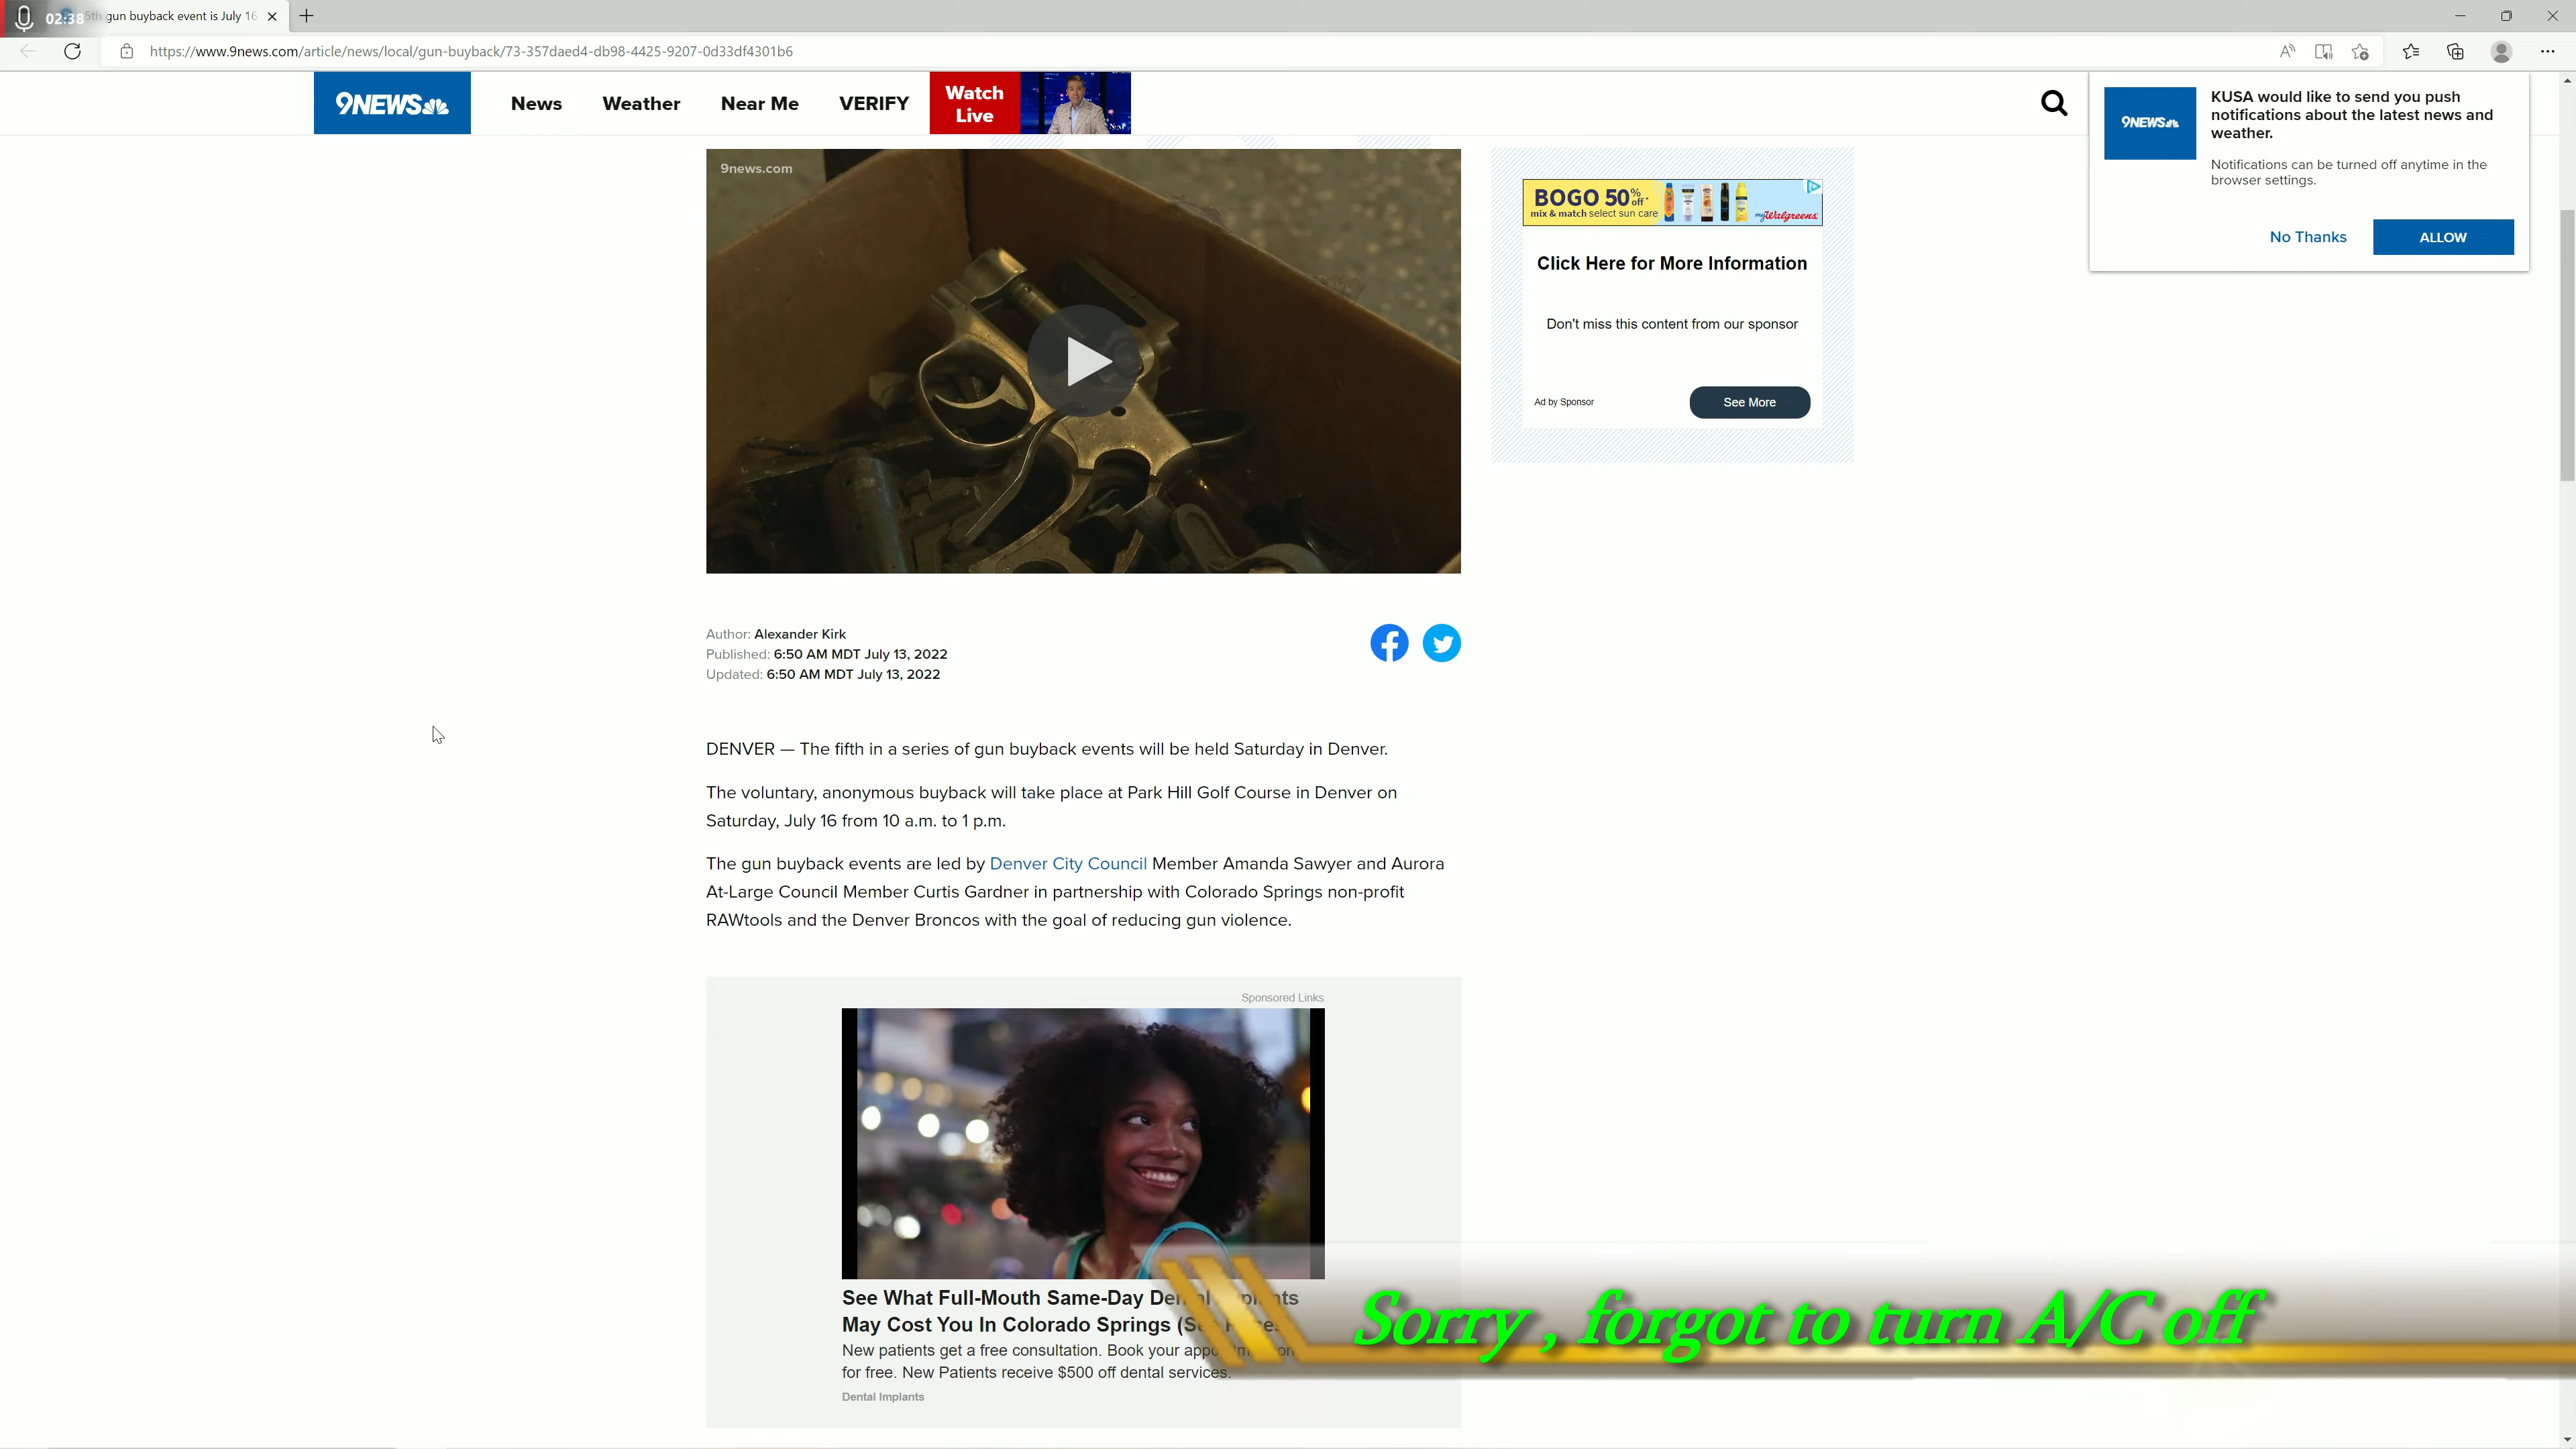 02:38
5th gun buyback event is July 16
https://www.9news.com/article/news/local/gun-buyback/73-357daed4-db98-4425-9207-0d33df4301b6
9NEWS
News
Weather
Near Me
VERIFY
Watch
Live
Next
9NEWS
KUSA would like to send you push
notifications about the latest news and
weather.
Notifications can be turned off anytime in the
browser settings.
No Thanks
ALLOW
9news.com
BOGO 50% off*
mix & match select sun care
myWalgreens
Click Here for More Information
Don't miss this content from our sponsor
Ad by Sponsor
See More
Author: Alexander Kirk
Published: 6:50 AM MDT July 13, 2022
Updated: 6:50 AM MDT July 13, 2022
DENVER — The fifth in a series of gun buyback events will be held Saturday in Denver.
The voluntary, anonymous buyback will take place at Park Hill Golf Course in Denver on
Saturday, July 16 from 10 a.m. to 1 p.m.
The gun buyback events are led by Denver City Council Member Amanda Sawyer and Aurora
At-Large Council Member Curtis Gardner in partnership with Colorado Springs non-profit
RAWtools and the Denver Broncos with the goal of reducing gun violence.
Sponsored Links
See What Full-Mouth Same-Day Dental Implants
May Cost You In Colorado Springs
New patients get a free consultation. Book your
for free. New Patients receive $500 off dental services.
Dental Implants
Sorry , forgot to turn A/C off